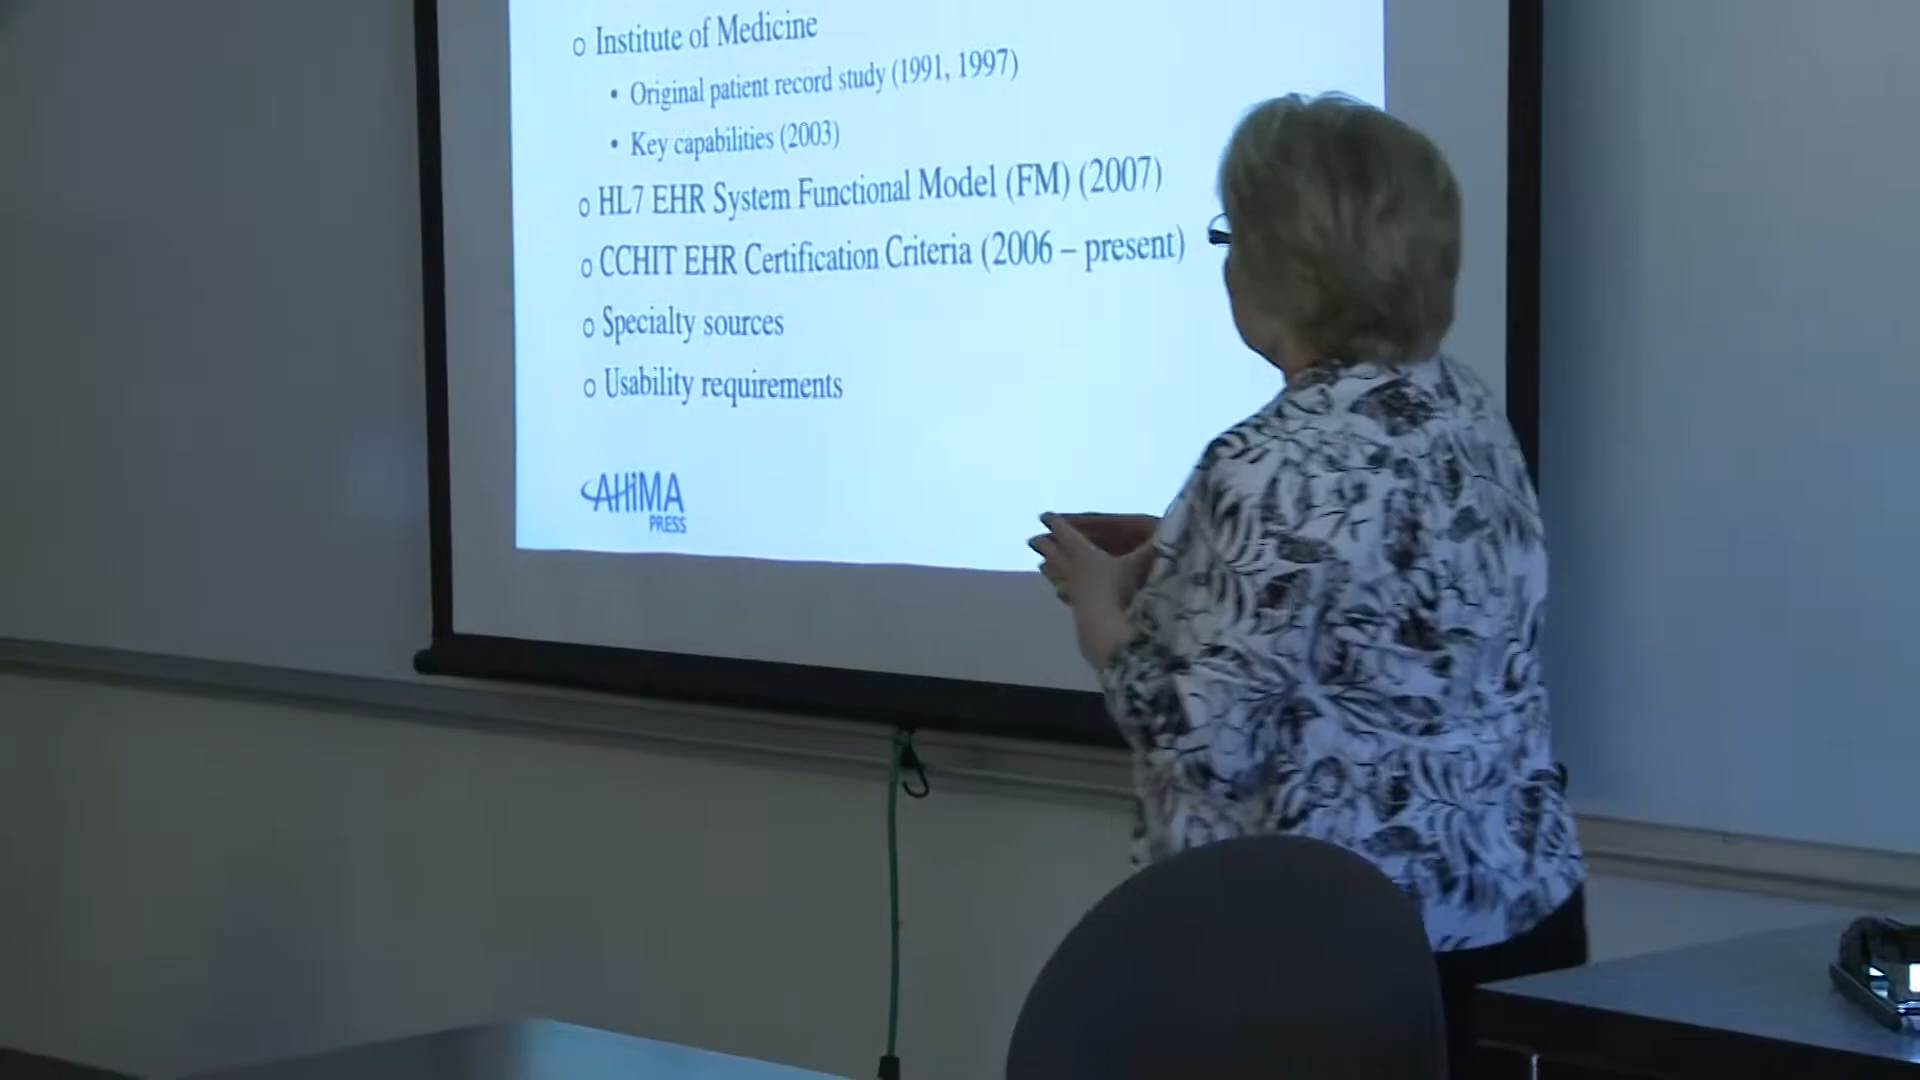 o Institute of Medicine
• Original patient record study (1991, 1997)
• Key capabilities (2003)
o HL7 EHR System Functional Model (FM) (2007)
o CCHIT EHR Certification Criteria (2006 – present)
o Specialty sources
o Usability requirements
AHiMA
PRESS